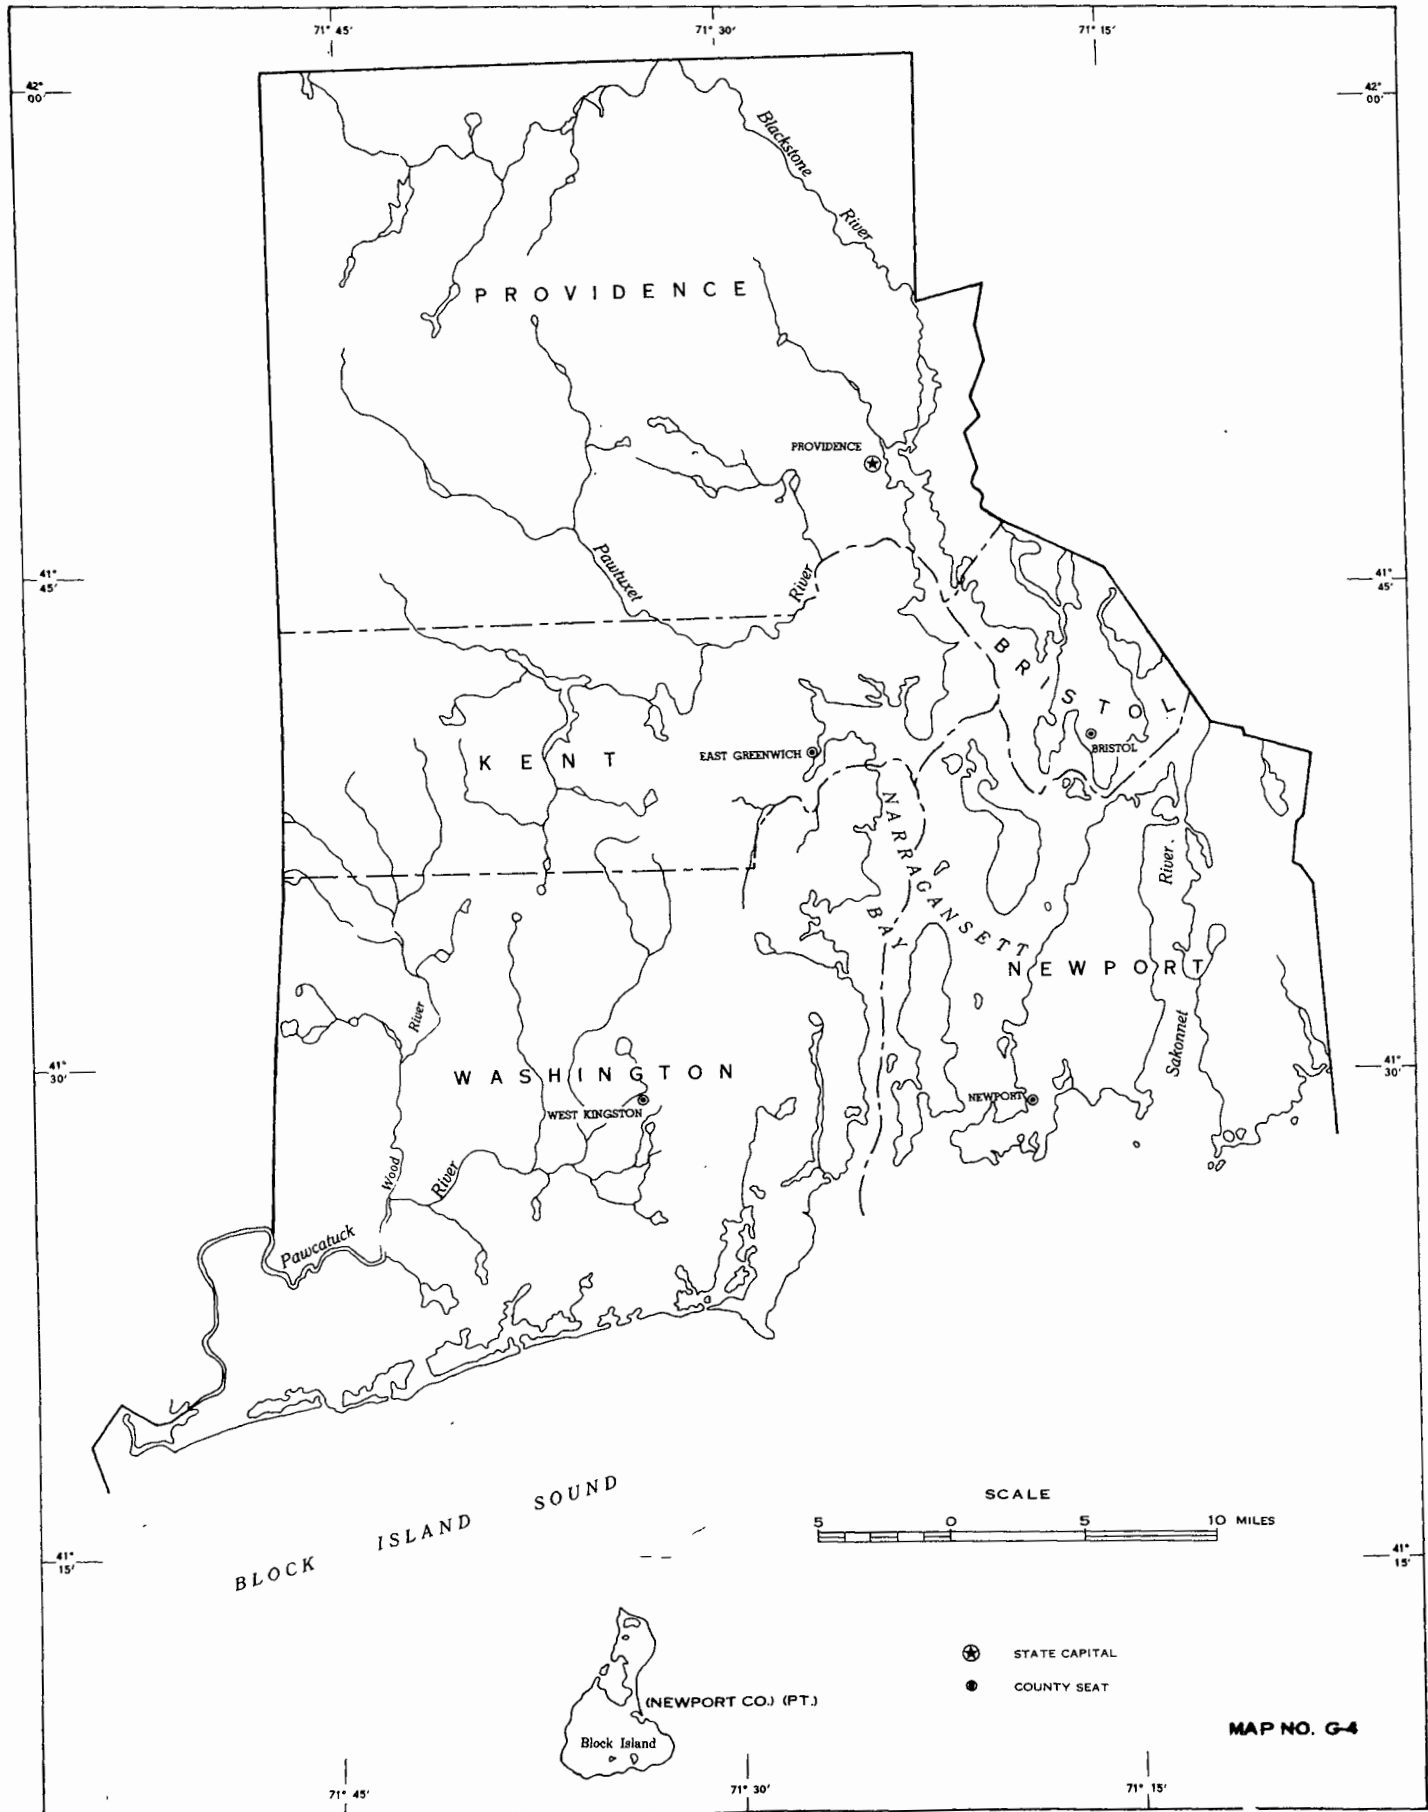 71° 45'
71° 30'
71° 15'
42° 00'
42° 00'
Blackstone River
PROVIDENCE
PROVIDENCE
41° 45'
41° 45'
Pawtuxet River
BRISTOL
BRISTOL
EAST GREENWICH
KENT
NARRAGANSETT BAY
River
NEWPORT
Sakonnet
River
41° 30'
41° 30'
WASHINGTON
NEWPORT
WEST KINGSTON
Wood
River
Pawcatuck
BLOCK ISLAND SOUND
SCALE
5 0 5 10 MILES
41° 15'
41° 15'
STATE CAPITAL
COUNTY SEAT
(NEWPORT CO.) (PT.)
Block Island
MAP NO. G-4
71° 45'
71° 30'
71° 15'